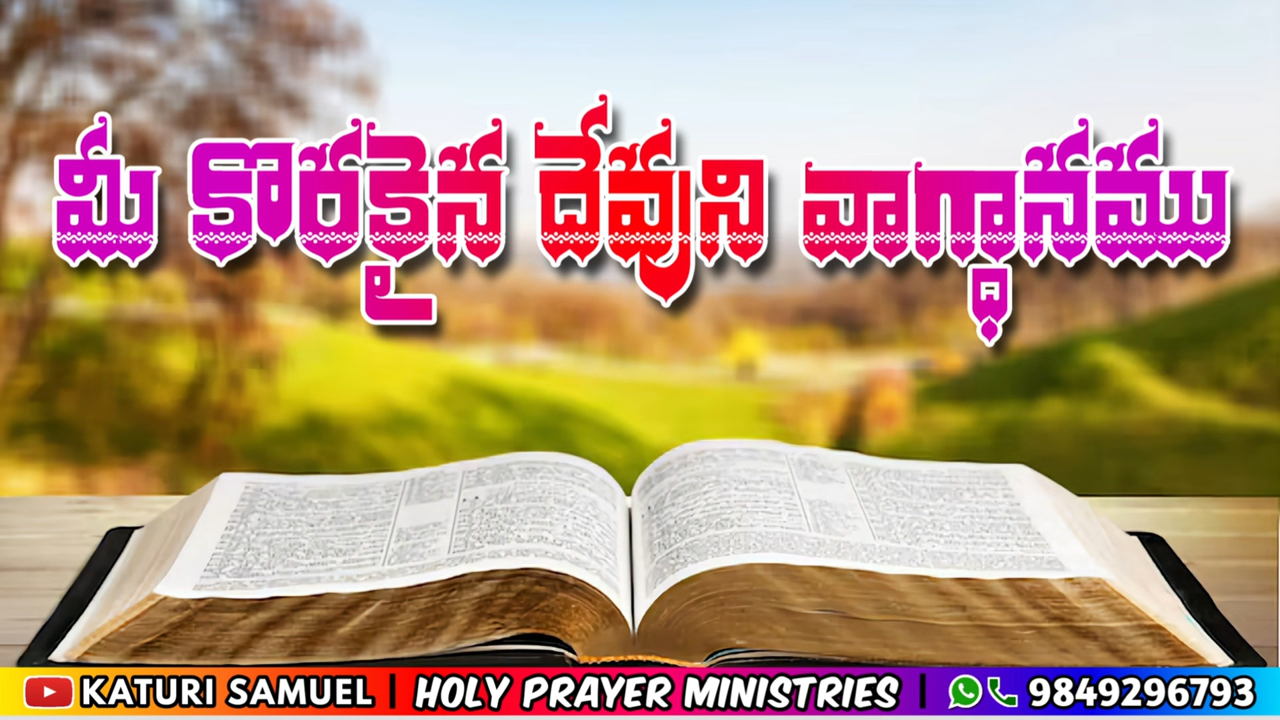 మీ కొరకైన దేవుని వాగ్ధానము
KATURI SAMUEL | HOLY PRAYER MINISTRIES | 9849296793